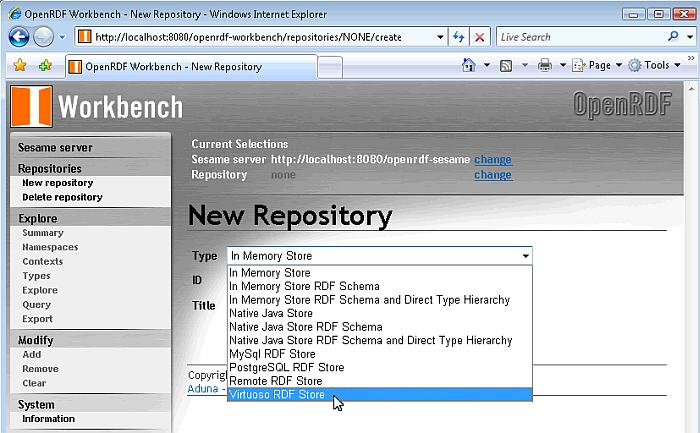 OpenRDF Workbench - New Repository - Windows Internet Explorer
http://localhost:8080/openrdf-workbench/repositories/NONE/create
Live Search
OpenRDF Workbench - New Repository
Page
Tools
Workbench
OpenRDF
Sesame server
Repositories
New repository
Delete repository
Explore
Summary
Namespaces
Contexts
Types
Explore
Query
Export
Modify
Add
Remove
Clear
System
Information
Current Selections
Sesame server http://localhost:8080/openrdf-sesame change
Repository none change
New Repository
Type In Memory Store
ID
Title
In Memory Store
In Memory Store RDF Schema
In Memory Store RDF Schema and Direct Type Hierarchy
Native Java Store
Native Java Store RDF Schema
Native Java Store RDF Schema and Direct Type Hierarchy
MySql RDF Store
PostgreSQL RDF Store
Remote RDF Store
Virtuoso RDF Store
Copyrig
Aduna -